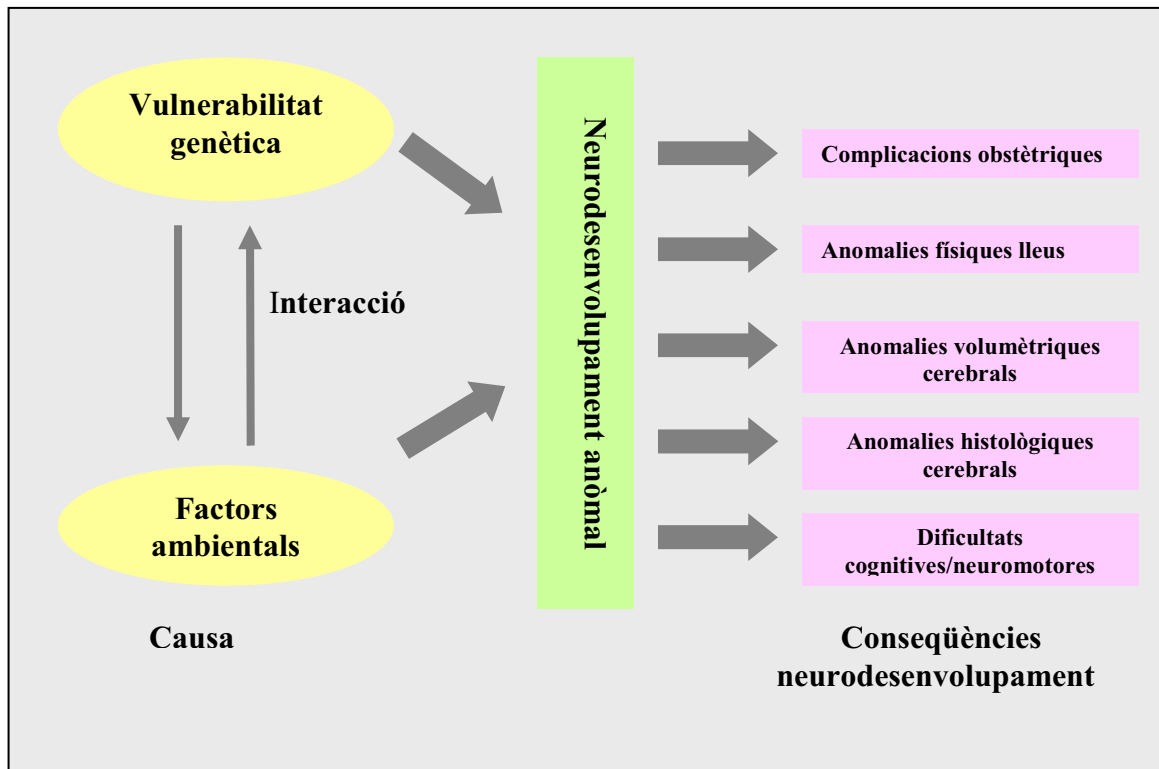 Vulnerabilitat
genètica
Interacció
Factors
ambientals
Causa
Neurodesenvolupament anòmal
Complicacions obstètriques
Anomalies físiques lleus
Anomalies volumètriques
cerebrals
Anomalies histològiques
cerebrals
Dificultats
cognitives/neuromotores
Conseqüències
neurodesenvolupament